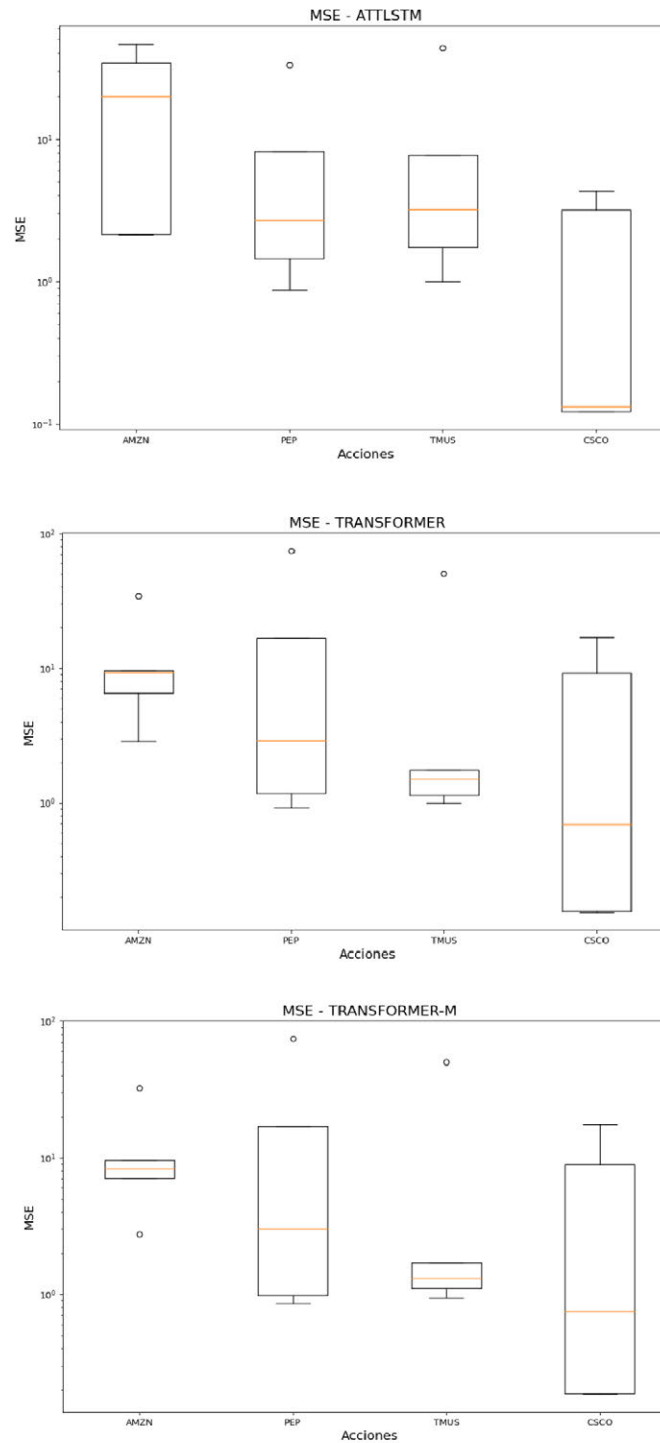 MSE - ATTLSTM
MSE
10¹
10⁰
10⁻¹
AMZN PEP TMUS CSCO
Acciones
MSE - TRANSFORMER
MSE
10²
10¹
10⁰
AMZN PEP TMUS CSCO
Acciones
MSE - TRANSFORMER-M
MSE
10²
10¹
10⁰
AMZN PEP TMUS CSCO
Acciones